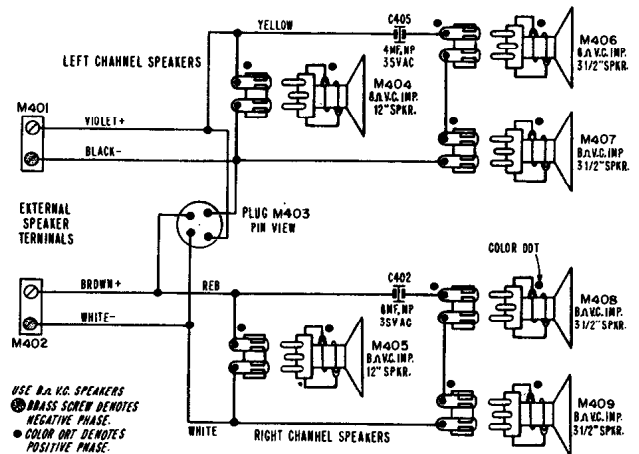 YELLOW
C405
4MF,NP
35VAC
M406
8Ω V.C. IMP.
3 1/2" SPKR.
LEFT CHANNEL SPEAKERS
M404
8Ω V.C. IMP.
12" SPKR.
M401
VIOLET+
BLACK-
M407
8Ω V.C. IMP
3 1/2" SPKR.
EXTERNAL
SPEAKER
TERMINALS
PLUG M403
PIN VIEW
COLOR DOT
BROWN+
REB
C402
6MF,NP
35VAC
M408
8Ω V.C. IMP.
3 1/2" SPKR.
WHITE-
M402
M405
8Ω V.C. IMP.
12" SPKR.
M409
8Ω V.C. IMP.
3 1/2" SPKR.
USE 8Ω V.C. SPEAKERS
BBASS SCREW DENOTES
NEGATIVE PHASE.
COLOR ORT DENOTES
POSITIVE PHASE.
WHITE
RIGHT CHANNEL SPEAKERS